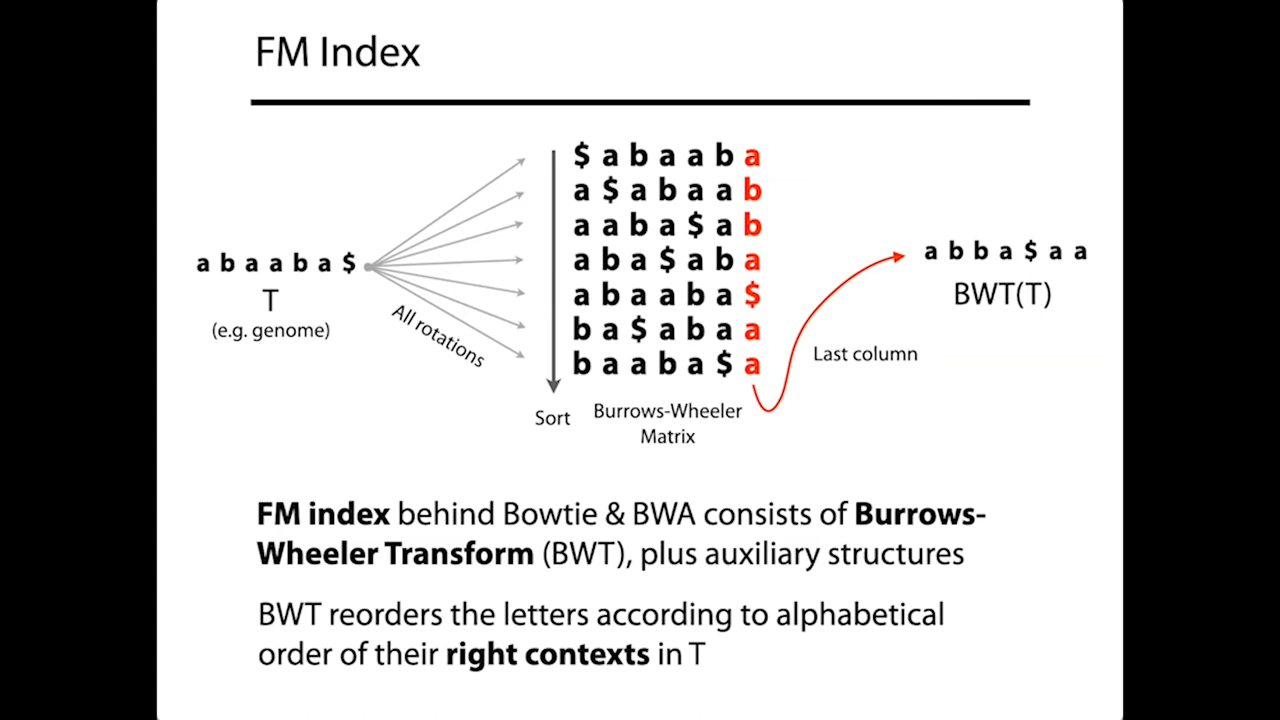 FM Index
$ a b a a b a
a $ a b a a b
a a b a $ a b
a b a $ a b a
a b a a b a $
b a $ a b a a
b a a b a $ a
a b a a b a $
T
(e.g. genome)
All rotations
Sort
Burrows-Wheeler
Matrix
Last column
a b b a $ a a
BWT(T)
FM index behind Bowtie & BWA consists of Burrows-
Wheeler Transform (BWT), plus auxiliary structures
BWT reorders the letters according to alphabetical
order of their right contexts in T